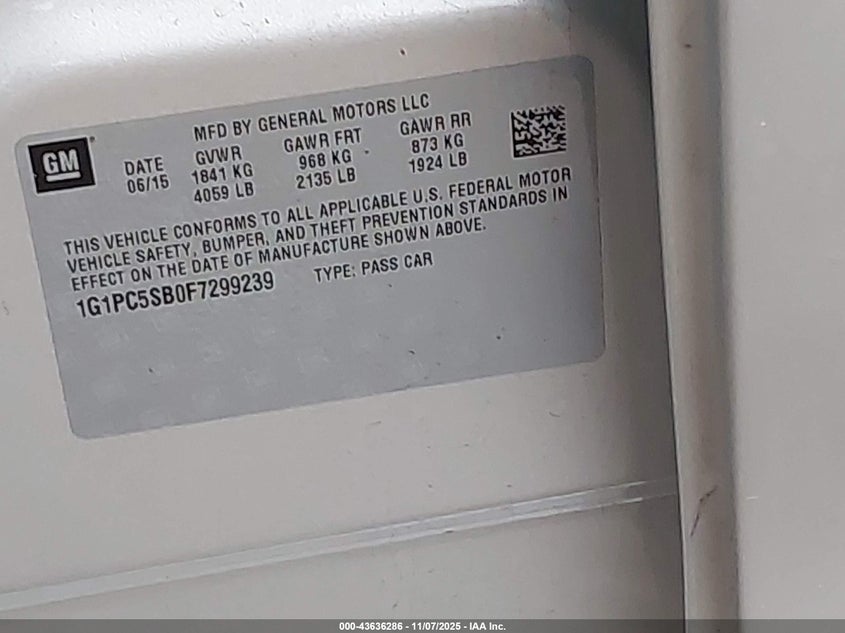 GM
MFD BY GENERAL MOTORS LLC
DATE GVWR GAWR FRT GAWR RR
06/15 1841 KG 968 KG 873 KG
4059 LB 2135 LB 1924 LB
THIS VEHICLE CONFORMS TO ALL APPLICABLE U.S. FEDERAL MOTOR
VEHICLE SAFETY, BUMPER, AND THEFT PREVENTION STANDARDS IN
EFFECT ON THE DATE OF MANUFACTURE SHOWN ABOVE.
1G1PC5SB0F7299239 TYPE: PASS CAR
000-43636286 - 11/07/2025 - IAA Inc.